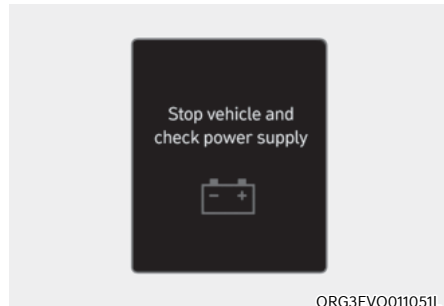 Stop vehicle and
check power supply
- +
ORG3EVQ011051L